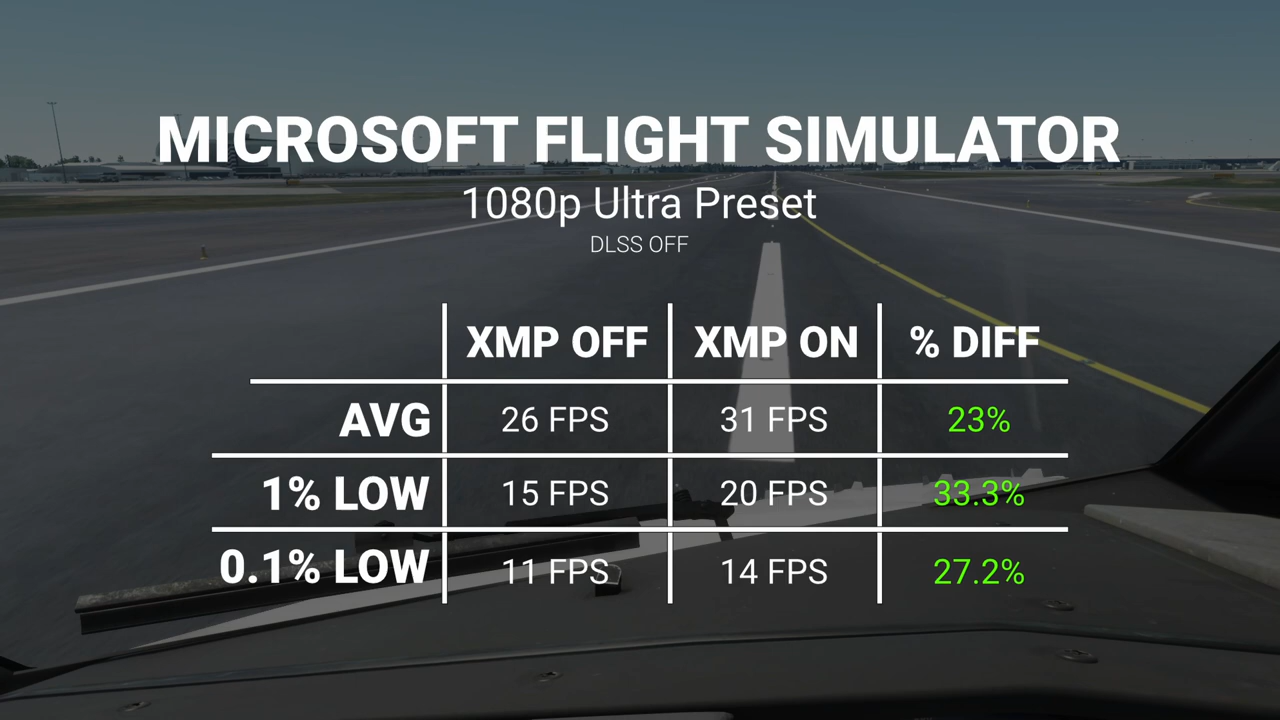 MICROSOFT FLIGHT SIMULATOR
1080p Ultra Preset
DLSS OFF
XMP OFF XMP ON % DIFF
AVG 26 FPS 31 FPS 23%
1% LOW 15 FPS 20 FPS 33.3%
0.1% LOW 11 FPS 14 FPS 27.2%